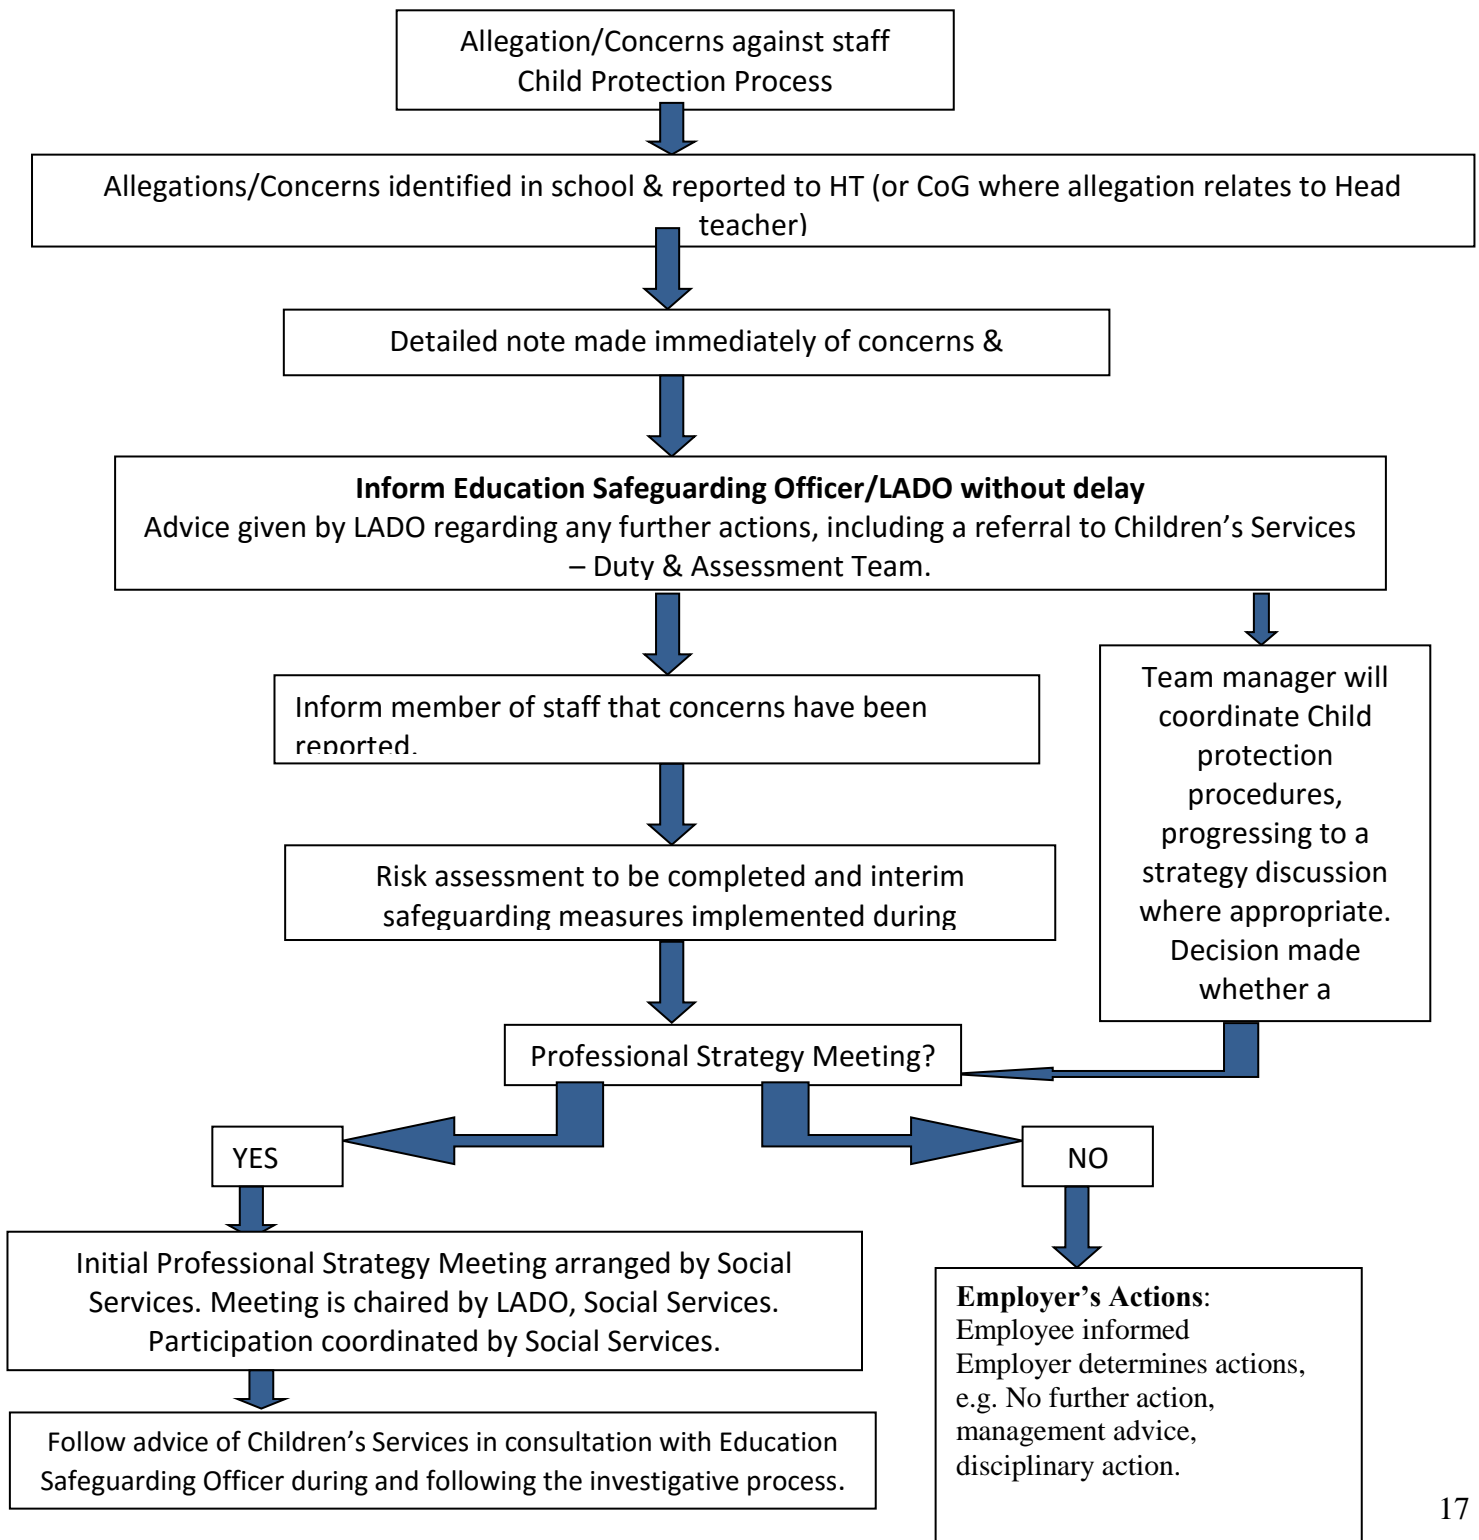 Allegation/Concerns against staff
Child Protection Process
Allegations/Concerns identified in school & reported to HT (or CoG where allegation relates to Head
teacher)
Detailed note made immediately of concerns &
Inform Education Safeguarding Officer/LADO without delay
Advice given by LADO regarding any further actions, including a referral to Children’s Services
– Duty & Assessment Team.
Inform member of staff that concerns have been
reported.
Team manager will
coordinate Child
protection
procedures,
progressing to a
strategy discussion
where appropriate.
Decision made
whether a
Risk assessment to be completed and interim
safeguarding measures implemented during
Professional Strategy Meeting?
YES
NO
Initial Professional Strategy Meeting arranged by Social
Services. Meeting is chaired by LADO, Social Services.
Participation coordinated by Social Services.
Employer’s Actions:
Employee informed
Employer determines actions,
e.g. No further action,
management advice,
disciplinary action.
Follow advice of Children’s Services in consultation with Education
Safeguarding Officer during and following the investigative process.
17